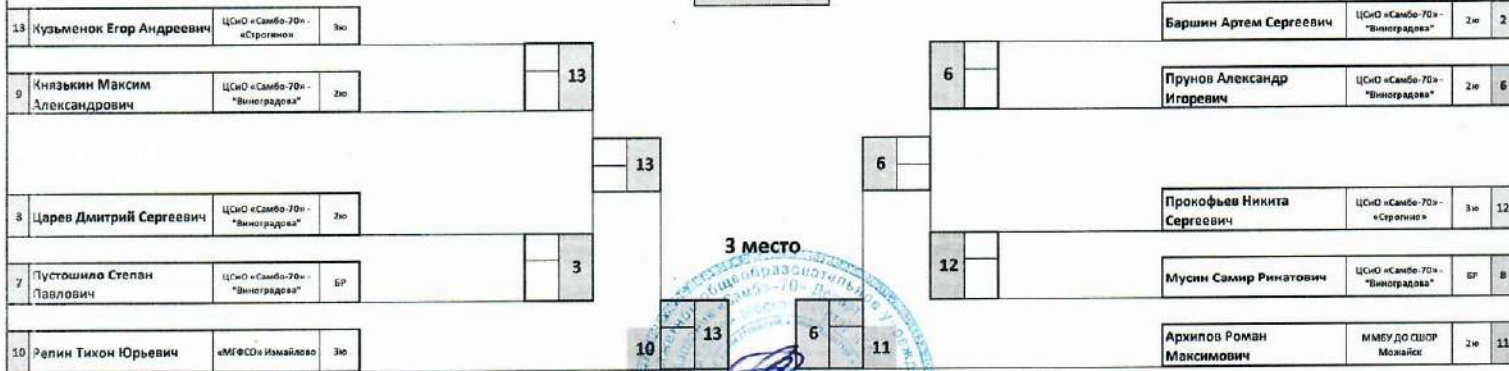 13 Кузьменок Егор Андреевич ЦСиО «Самбо-70» - «Строгино» 3ю
9 Князькин Максим Александрович ЦСиО «Самбо-70» - "Виноградова" 2ю
13
13
3 Царев Дмитрий Сергеевич ЦСиО «Самбо-70» - "Виноградова" 2ю
3
7 Пустошило Степан Павлович ЦСиО «Самбо-70» - "Виноградова" БР
10 Репин Тихон Юрьевич «МГФСО» Измайлово 3ю
3 место
10 13 6 11
общеобразовательное
Самбо-70»
Баршин Артем Сергеевич ЦСиО «Самбо-70» - "Виноградова" 2ю 2
6
Прунов Александр Игоревич ЦСиО «Самбо-70» - "Виноградова" 2ю 6
6
Прокофьев Никита Сергеевич ЦСиО «Самбо-70» - «Строгино» 3ю 12
12
Мусин Самир Ринатович ЦСиО «Самбо-70» - "Виноградова" БР 8
Архипов Роман Максимович ММБУ ДО СШОР Можайск 2ю 11